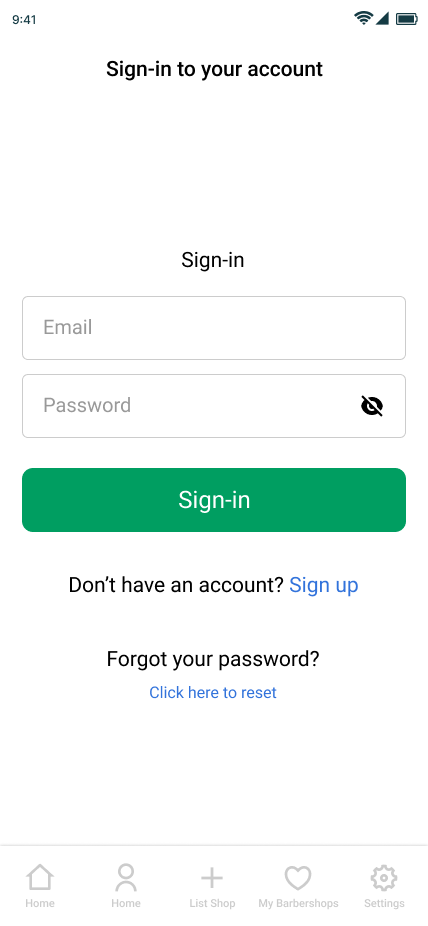 9:41
Sign-in to your account
Sign-in
Email
Password
Sign-in
Don’t have an account? Sign up
Forgot your password?
Click here to reset
Home Home List Shop My Barbershops Settings